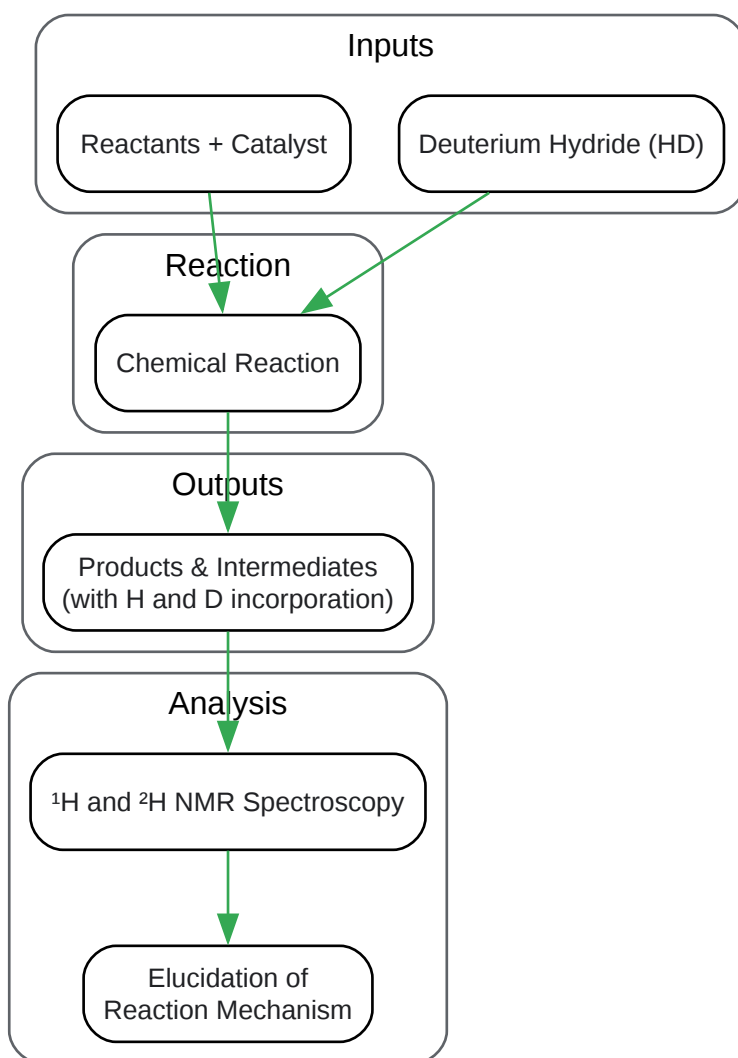 Inputs
Reactants + Catalyst
Deuterium Hydride (HD)
Reaction
Chemical Reaction
Outputs
Products & Intermediates
(with H and D incorporation)
Analysis
¹H and ²H NMR Spectroscopy
Elucidation of
Reaction Mechanism